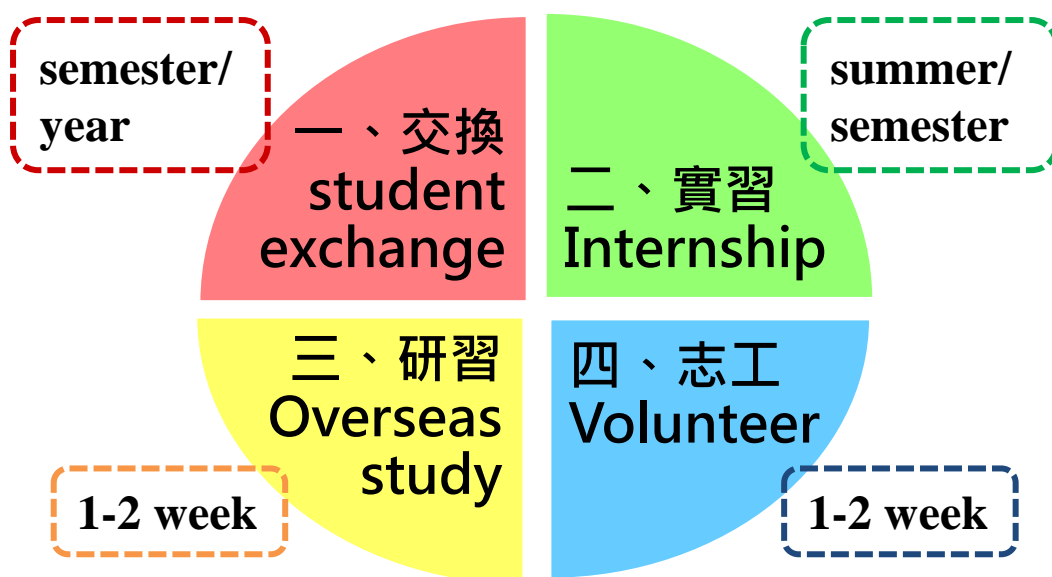 semester/
year
一、交換
student
exchange
summer/
semester
二、實習
Internship
三、研習
Overseas
study
1-2 week
四、志工
Volunteer
1-2 week